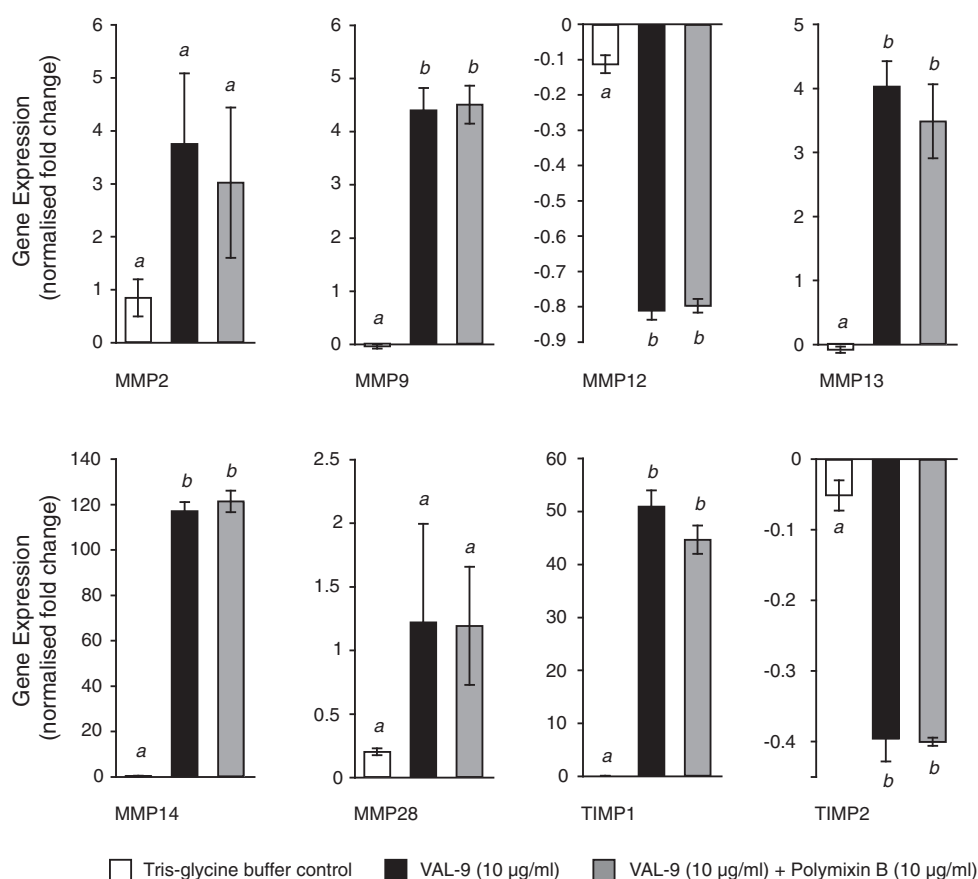 Gene Expression
(normalised fold change)
6
5
4
3
2
1
0
a
a
a
MMP2
6
5
4
3
2
1
0
a
b
b
MMP9
0
-0.1
-0.2
-0.3
-0.4
-0.5
-0.6
-0.7
-0.8
-0.9
a
b
b
MMP12
5
4
3
2
1
0
a
b
b
MMP13
Gene Expression
(normalised fold change)
140
120
100
80
60
40
20
0
a
b
b
MMP14
2.5
2
1.5
1
0.5
0
a
a
a
MMP28
60
50
40
30
20
10
0
a
b
b
TIMP1
0
-0.1
-0.2
-0.3
-0.4
a
b
b
TIMP2
Tris-glycine buffer control VAL-9 (10 µg/ml) VAL-9 (10 µg/ml) + Polymixin B (10 µg/ml)